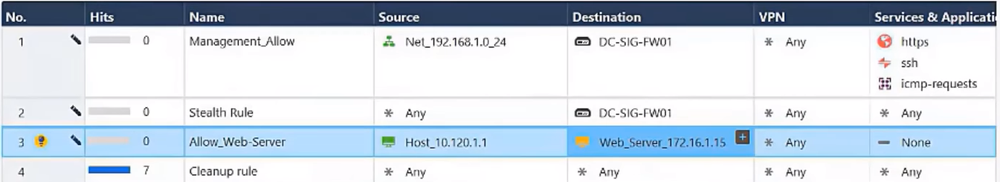 No. Hits Name Source Destination VPN Services & Applicati
1 0 Management_Allow Net_192.168.1.0_24 DC-SIG-FW01 * Any https
ssh
icmp-requests
2 0 Stealth Rule * Any DC-SIG-FW01 * Any * Any
3 0 Allow_Web-Server Host_10.120.1.1 Web_Server_172.16.1.15 * Any None
4 7 Cleanup rule * Any * Any * Any * Any